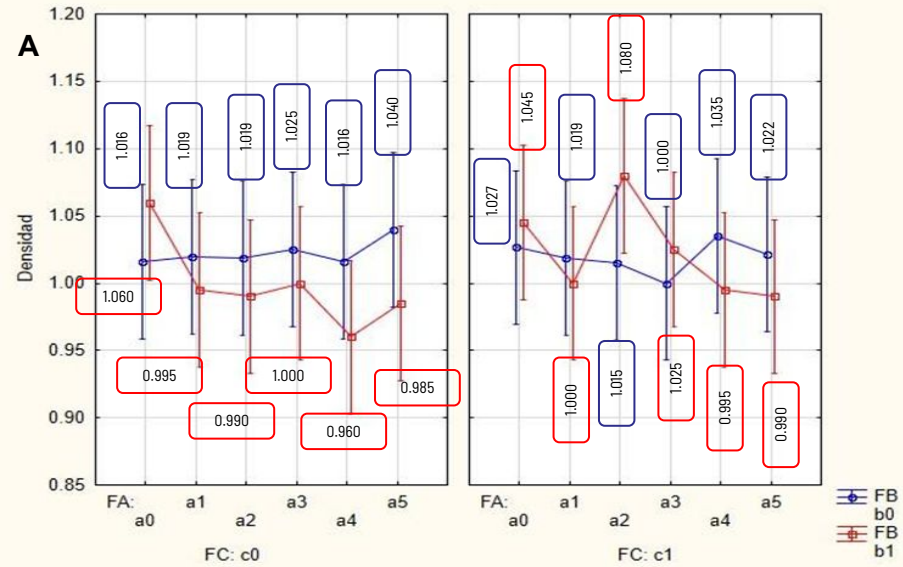 A
Densidad
1.20
1.15
1.10
1.05
1.00
0.95
0.90
0.85
1.016
1.019
1.019
1.025
1.016
1.040
1.060
0.995
0.990
1.000
0.960
0.985
1.027
1.045
1.019
1.080
1.000
1.035
1.022
1.000
1.015
1.025
0.995
0.990
FA: a1 a3 a5
a0 a2 a4
FC: c0
FA: a1 a3 a5
a0 a2 a4
FC: c1
FB
b0
FB
b1